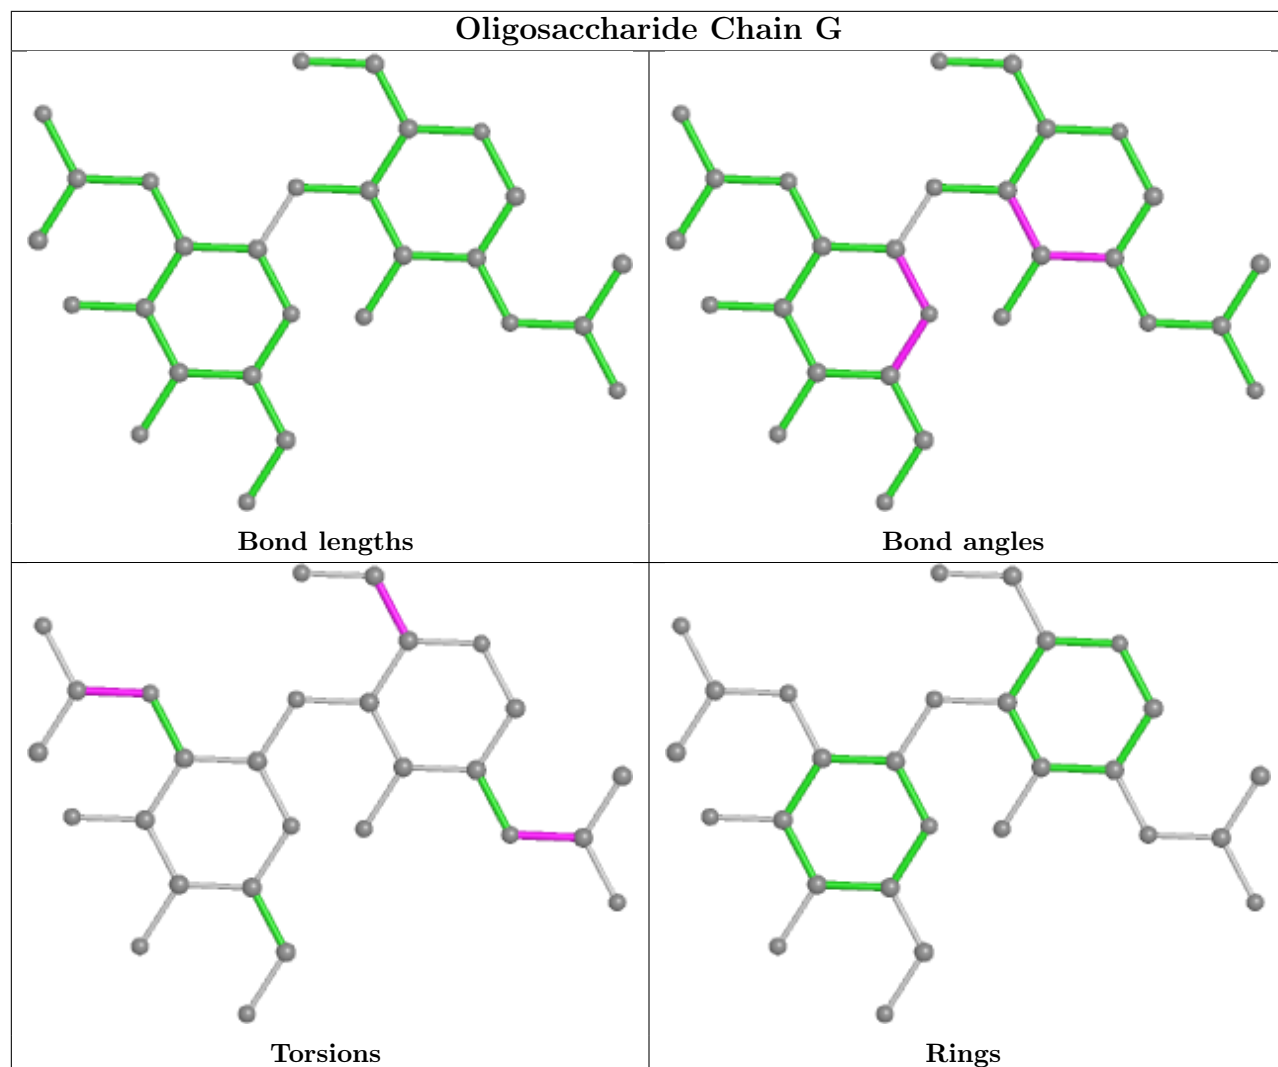 Oligosaccharide Chain G
Bond lengths
Bond angles
Torsions
Rings